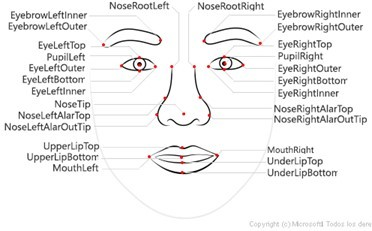 NoseRootLeft
NoseRootRight
EyebrowLeftInner
EyebrowLeftOuter
EyeLeftTop
PupilLeft
EyeLeftOuter
EyeLeftBottom
EyeLeftInner
NoseTip
NoseLeftAlarTop
NoseLeftAlarOutTip
UpperLipTop
UpperLipBottom
MouthLeft
EyebrowRightInner
EyebrowRightOuter
EyeRightTop
PupilRight
EyeRightOuter
EyeRightBottom
EyeRightInner
NoseRightAlarTop
NoseRightAlarOutTip
MouthRight
UnderLipTop
UnderLipBottom
Copyright (c) Microsoft. Todos los dere